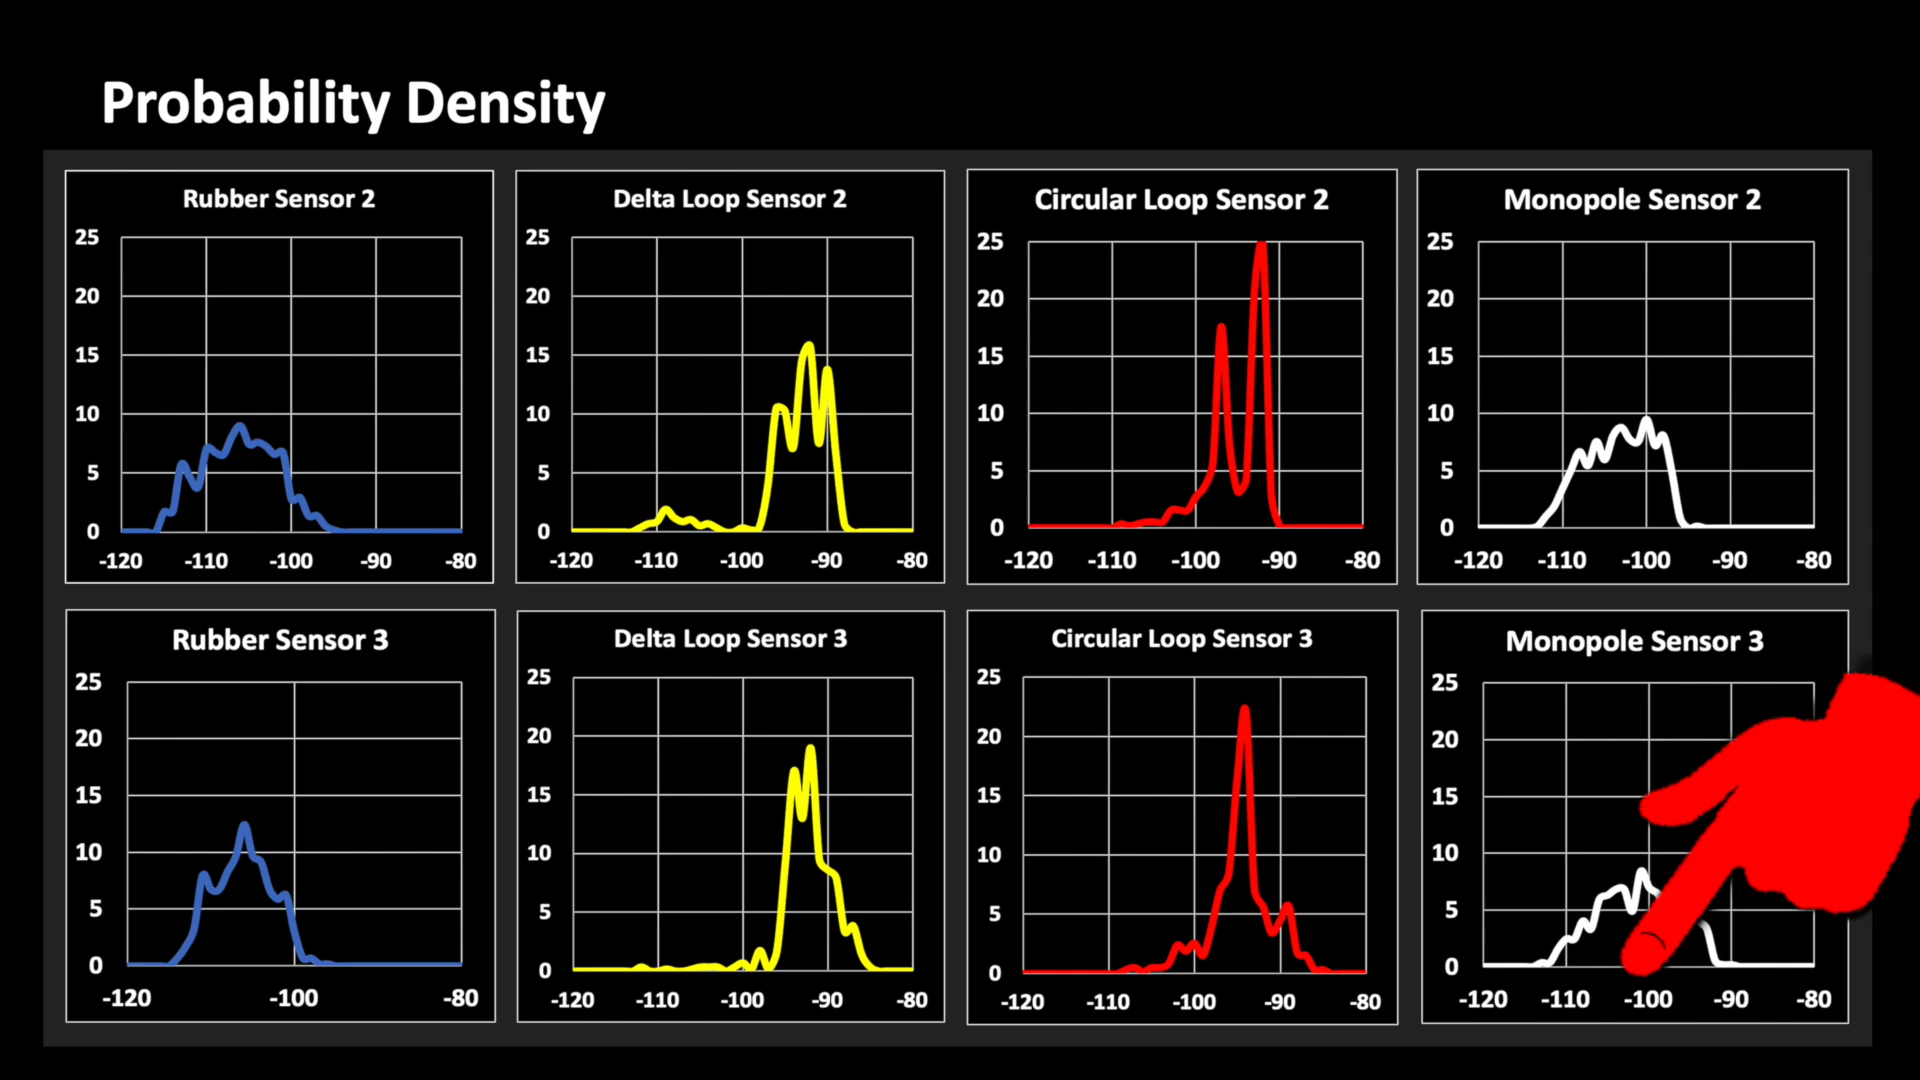 Probability Density
Rubber Sensor 2
25
20
15
10
5
0
-120 -110 -100 -90 -80
Delta Loop Sensor 2
25
20
15
10
5
0
-120 -110 -100 -90 -80
Circular Loop Sensor 2
25
20
15
10
5
0
-120 -110 -100 -90 -80
Monopole Sensor 2
25
20
15
10
5
0
-120 -110 -100 -90 -80
Rubber Sensor 3
25
20
15
10
5
0
-120 -100 -80
Delta Loop Sensor 3
25
20
15
10
5
0
-120 -110 -100 -90 -80
Circular Loop Sensor 3
25
20
15
10
5
0
-120 -110 -100 -90 -80
Monopole Sensor 3
25
20
15
10
5
0
-120 -110 -100 -90 -80